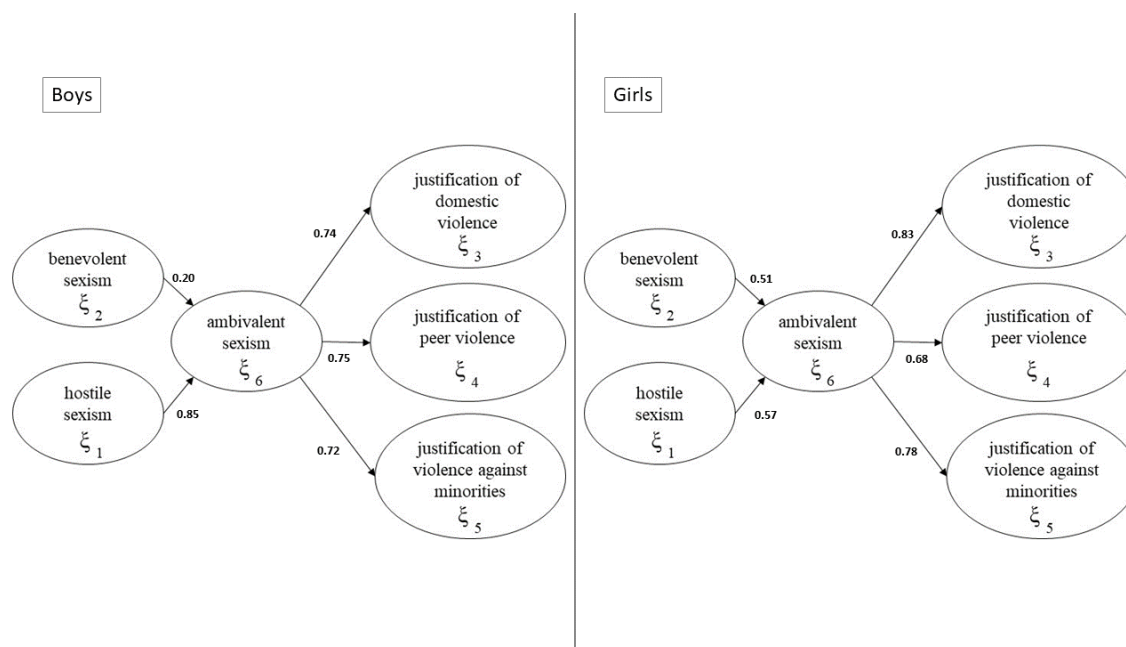 Boys
benevolent
sexism
ξ 2
0.20
hostile
sexism
ξ 1
0.85
ambivalent
sexism
ξ 6
0.74
0.75
0.72
justification of
domestic
violence
ξ 3
justification of
peer violence
ξ 4
justification of
violence against
minorities
ξ 5
Girls
benevolent
sexism
ξ 2
0.51
hostile
sexism
ξ 1
0.57
ambivalent
sexism
ξ 6
0.83
0.68
0.78
justification of
domestic
violence
ξ 3
justification of
peer violence
ξ 4
justification of
violence against
minorities
ξ 5